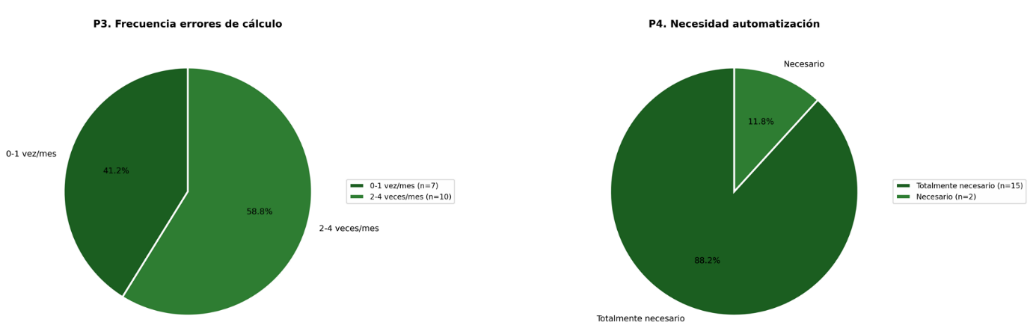 P3. Frecuencia errores de cálculo
0-1 vez/mes
41.2%
58.8%
2-4 veces/mes
0-1 vez/mes (n=7)
2-4 veces/mes (n=10)
P4. Necesidad automatización
Necesario
11.8%
88.2%
Totalmente necesario
Totalmente necesario (n=15)
Necesario (n=2)